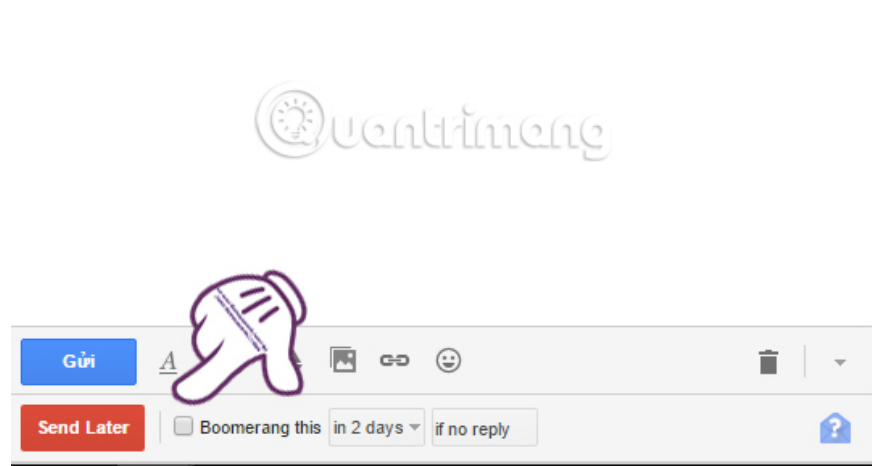 Quantrimang
Gửi
A
Send Later Boomerang this in 2 days if no reply